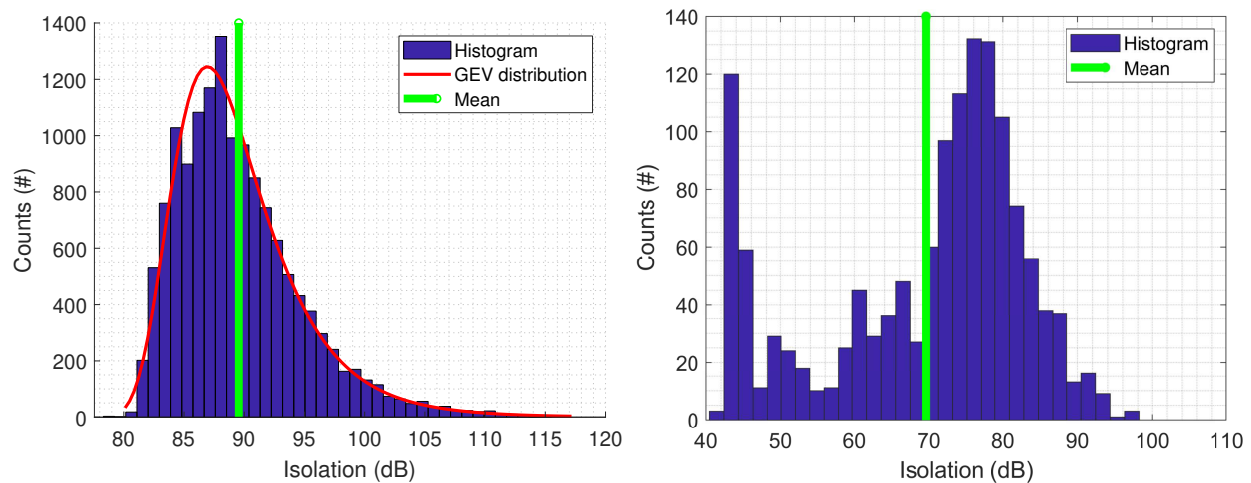 1400
1200
1000
800
600
400
200
0
Counts (#)
80 85 90 95 100 105 110 115 120
Isolation (dB)
Histogram
GEV distribution
Mean
140
120
100
80
60
40
20
0
Counts (#)
40 50 60 70 80 90 100 110
Isolation (dB)
Histogram
Mean